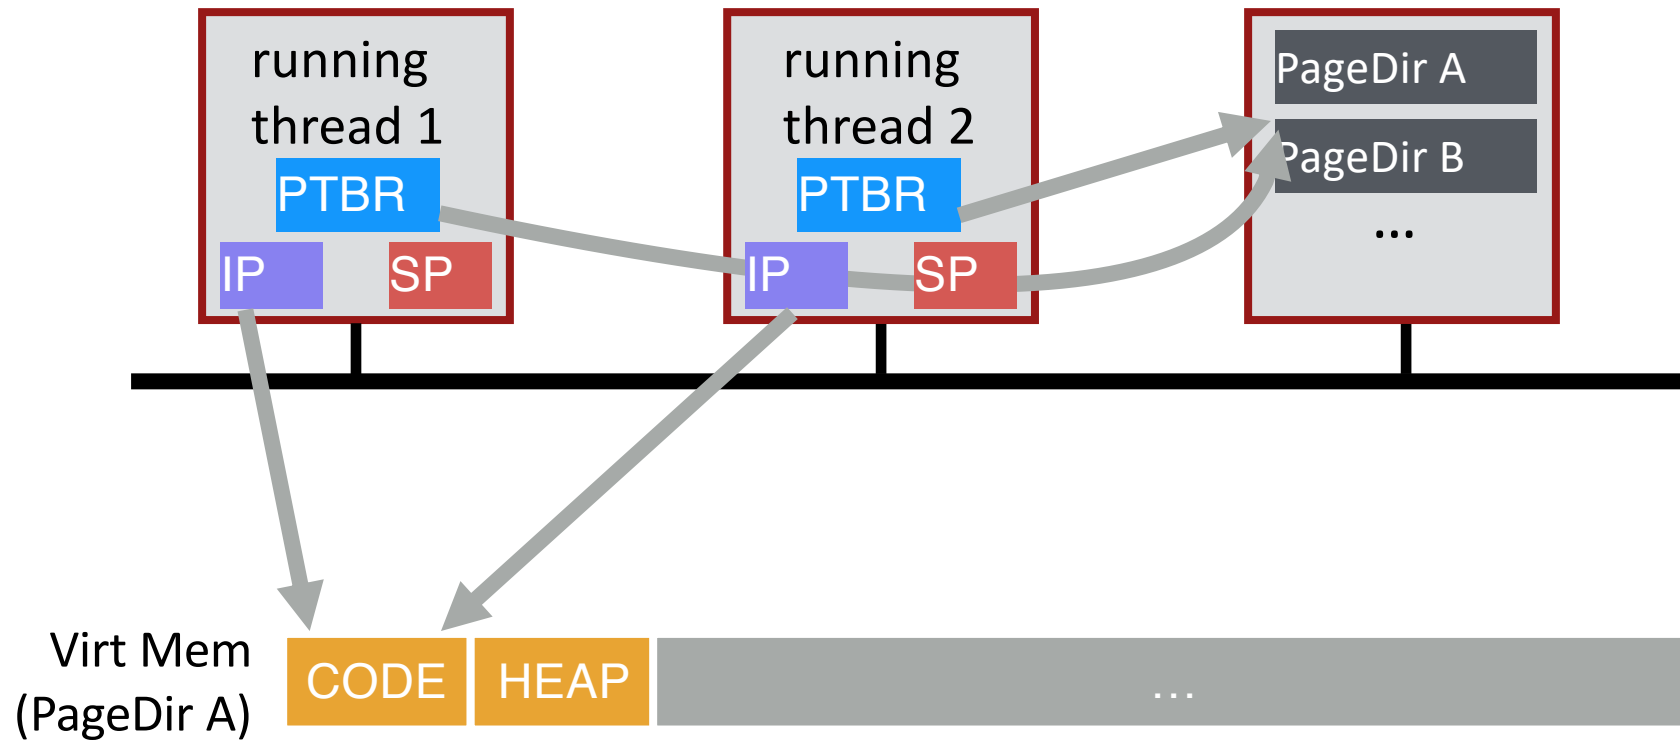 running
thread 1
PTBR
IP
SP
running
thread 2
PTBR
IP
SP
PageDir A
PageDir B
...
Virt Mem
(PageDir A)
CODE
HEAP
...